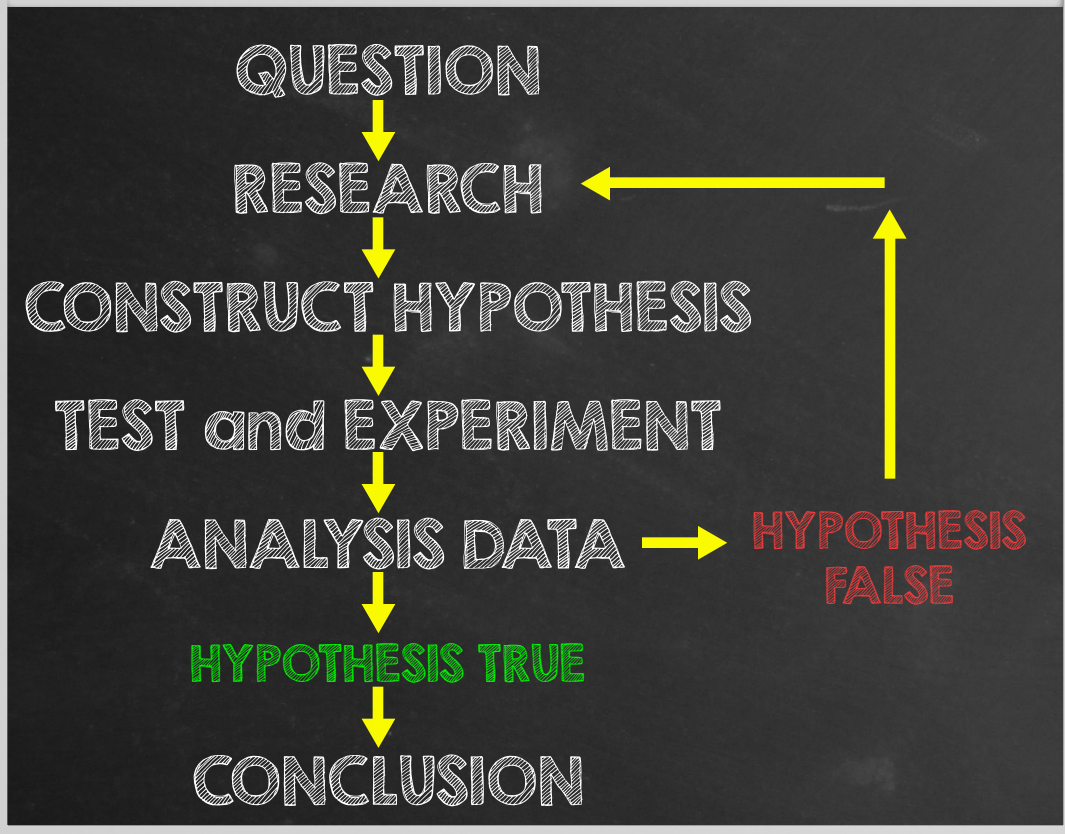 QUESTION
RESEARCH
CONSTRUCT HYPOTHESIS
TEST and EXPERIMENT
ANALYSIS DATA
HYPOTHESIS
FALSE
HYPOTHESIS TRUE
CONCLUSION